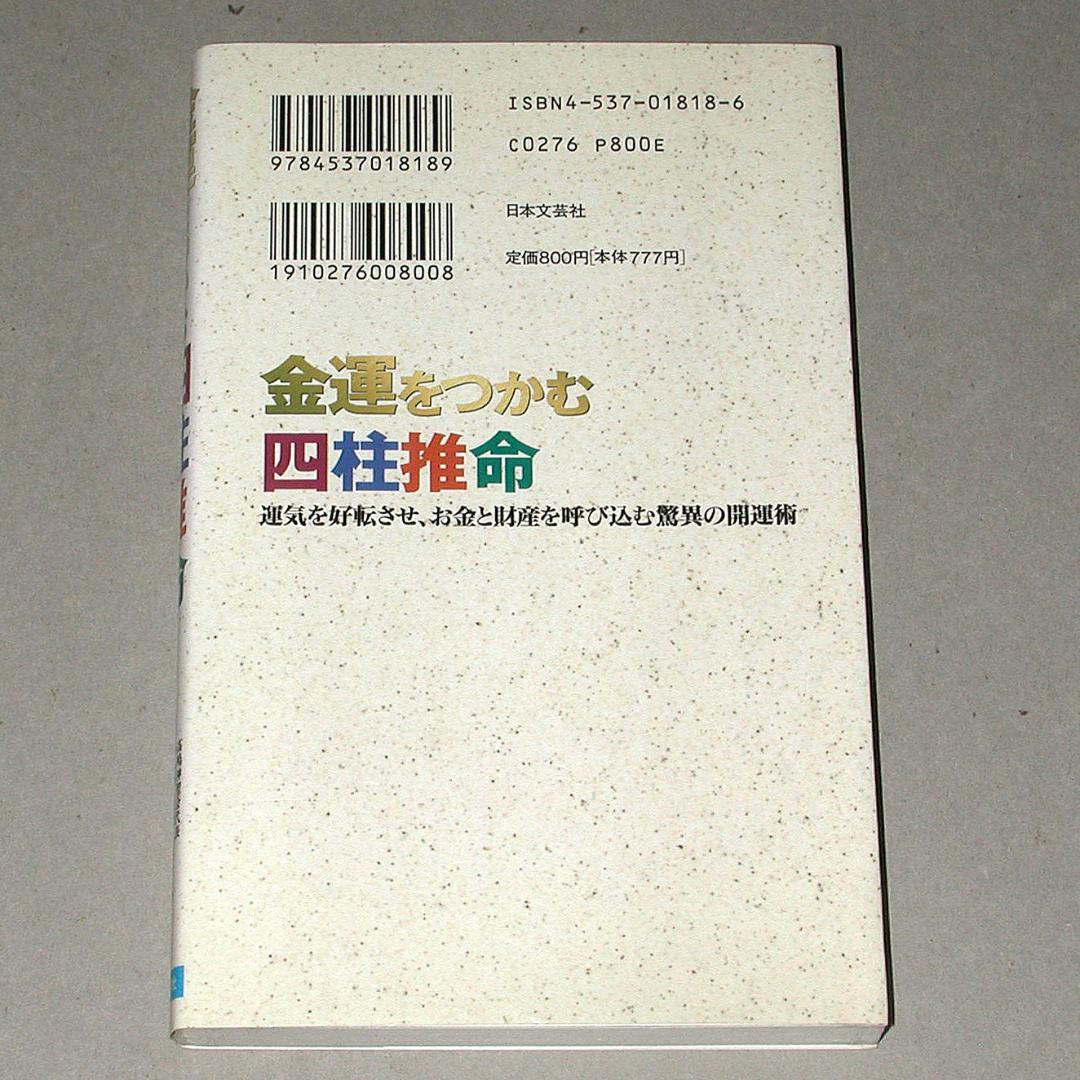 ISBN4-537-01818-6
9784537018189
C0276 P800E
1910276008008
日本文芸社
定価800円[本体777円]
金運をつかむ
四柱推命
運気を好転させ、お金と財産を呼び込む驚異の開運術